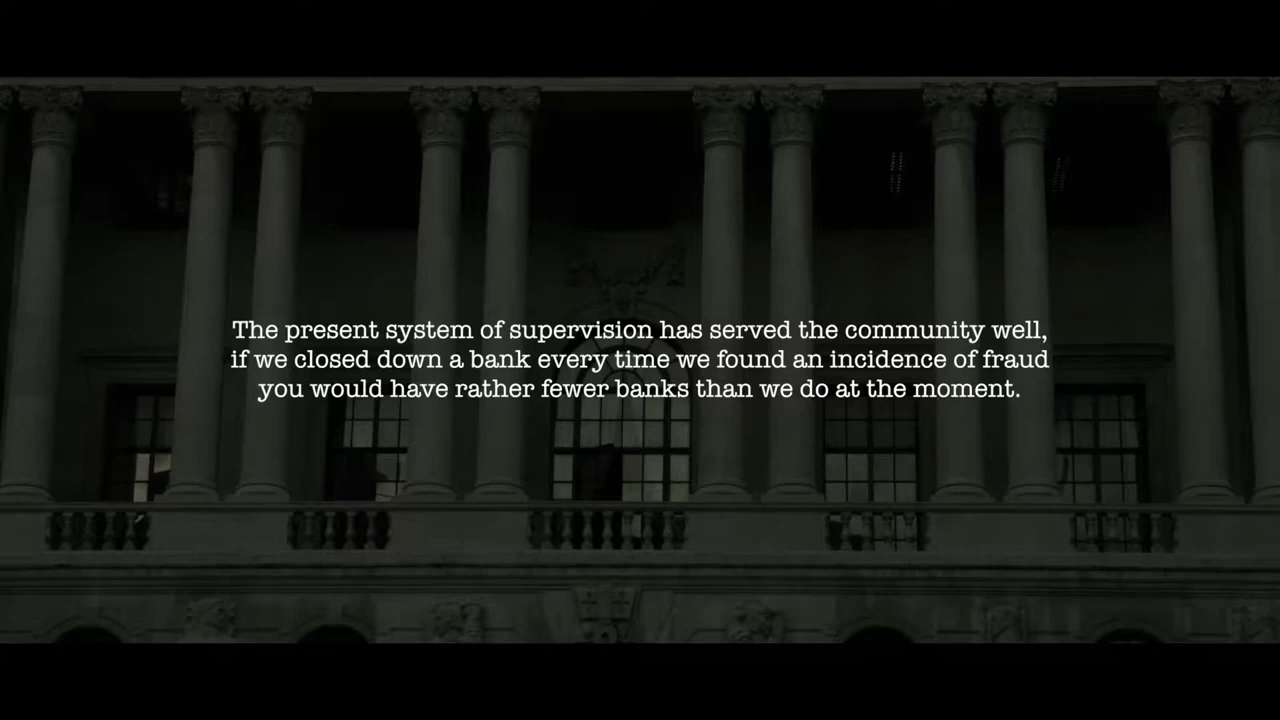 The present system of supervision has served the community well,
if we closed down a bank every time we found an incidence of fraud
you would have rather fewer banks than we do at the moment.